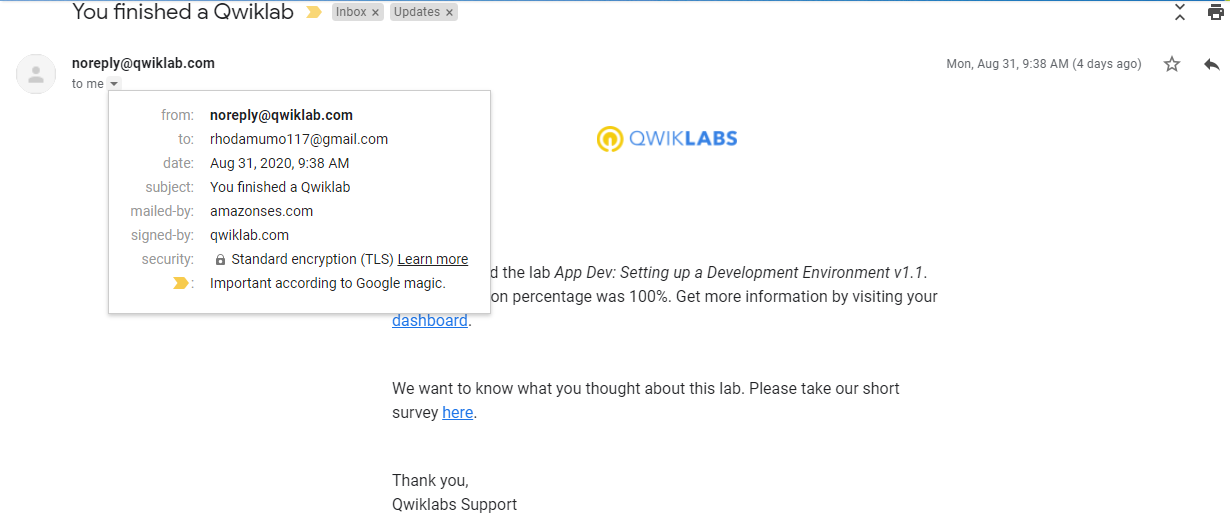 You finished a Qwiklab
Inbox ×
Updates ×
noreply@qwiklab.com
Mon, Aug 31, 9:38 AM (4 days ago)
to me
from: noreply@qwiklab.com
to: rhodamumo117@gmail.com
date: Aug 31, 2020, 9:38 AM
subject: You finished a Qwiklab
mailed-by: amazonses.com
signed-by: qwiklab.com
security: Standard encryption (TLS) Learn more
: Important according to Google magic.
QWIKLABS
d the lab App Dev: Setting up a Development Environment v1.1.
on percentage was 100%. Get more information by visiting your
dashboard.
We want to know what you thought about this lab. Please take our short
survey here.
Thank you,
Qwiklabs Support